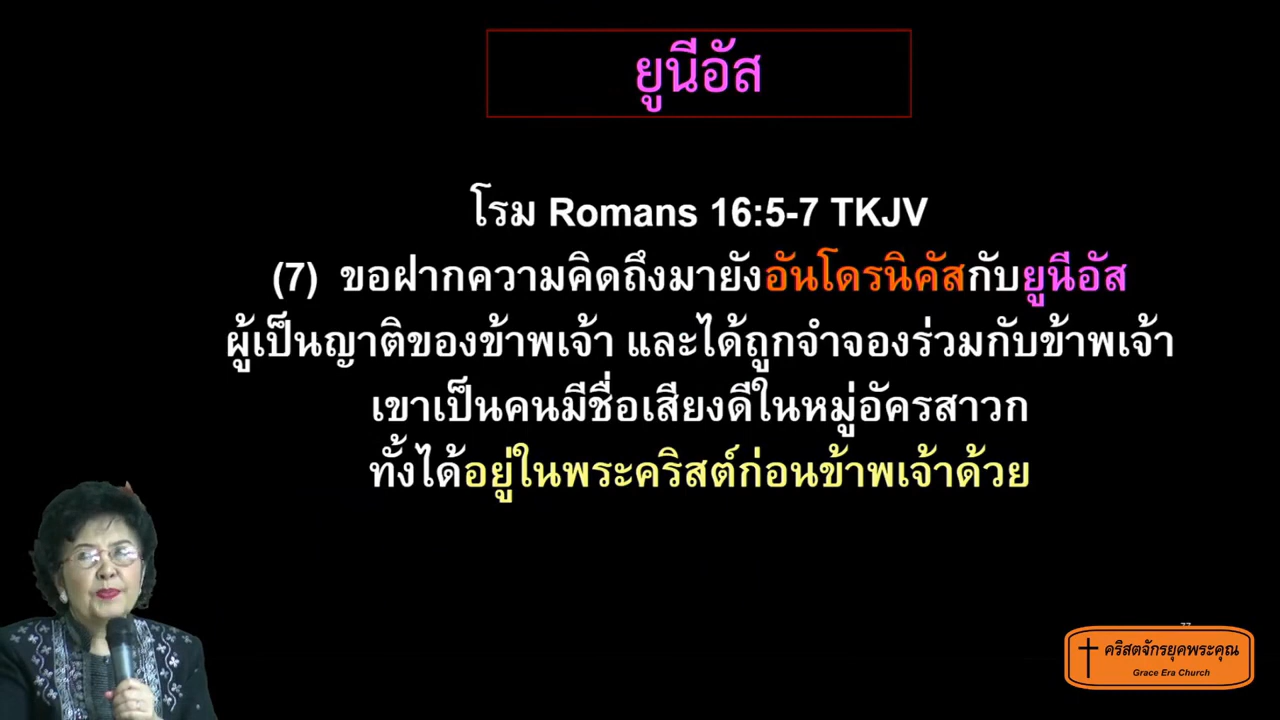 ยูนีอัส
โรม Romans 16:5-7 TKJV
(7) ขอฝากความคิดถึงมายังอันโดรนิคัสกับยูนีอัส
ผู้เป็นญาติของข้าพเจ้า และได้ถูกจำจองร่วมกับข้าพเจ้า
เขาเป็นคนมีชื่อเสียงดีในหมู่อัครสาวก
ทั้งได้อยู่ในพระคริสต์ก่อนข้าพเจ้าด้วย
คริสตจักรยุคพระคุณ
Grace Era Church